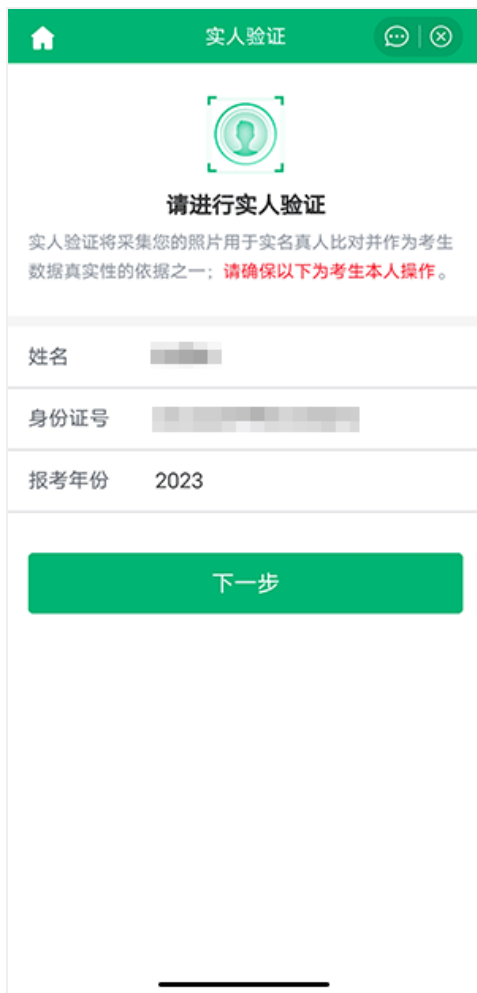 实人验证
请进行实人验证
实人验证将采集您的照片用于实名真人比对并作为考生
数据真实性的依据之一；请确保以下为考生本人操作。
姓名
身份证号
报考年份 2023
下一步